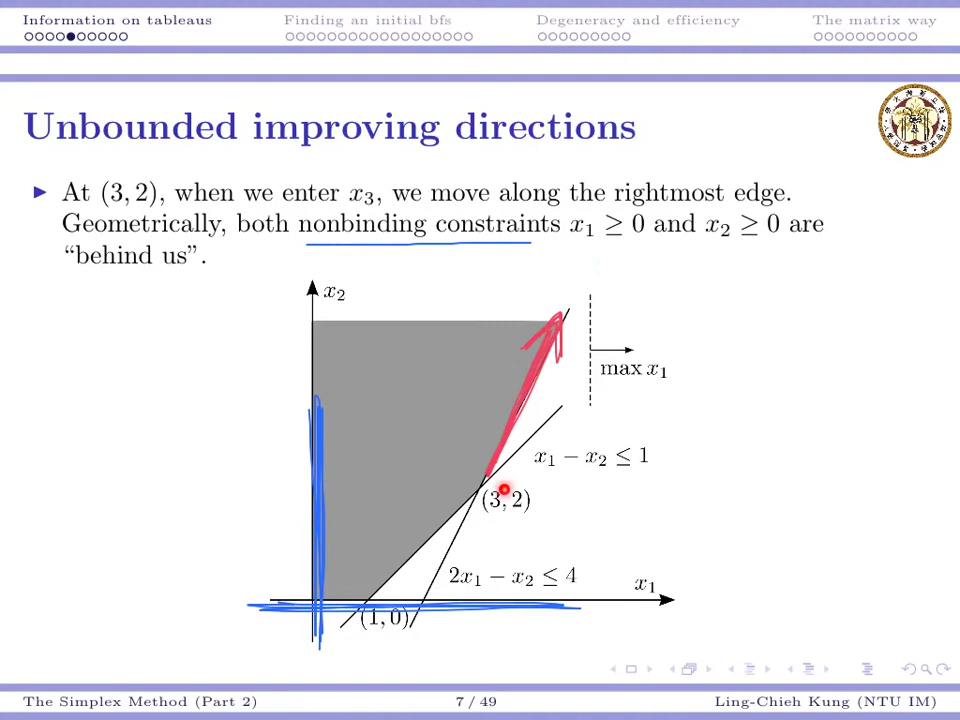 Information on tableaus
Finding an initial bfs
Degeneracy and efficiency
The matrix way
Unbounded improving directions
At (3, 2), when we enter x₃, we move along the rightmost edge.
Geometrically, both nonbinding constraints x₁ ≥ 0 and x₂ ≥ 0 are
“behind us”.
x₂
max x₁
x₁ − x₂ ≤ 1
(3, 2)
2x₁ − x₂ ≤ 4
x₁
(1, 0)
The Simplex Method (Part 2)
7 / 49
Ling-Chieh Kung (NTU IM)